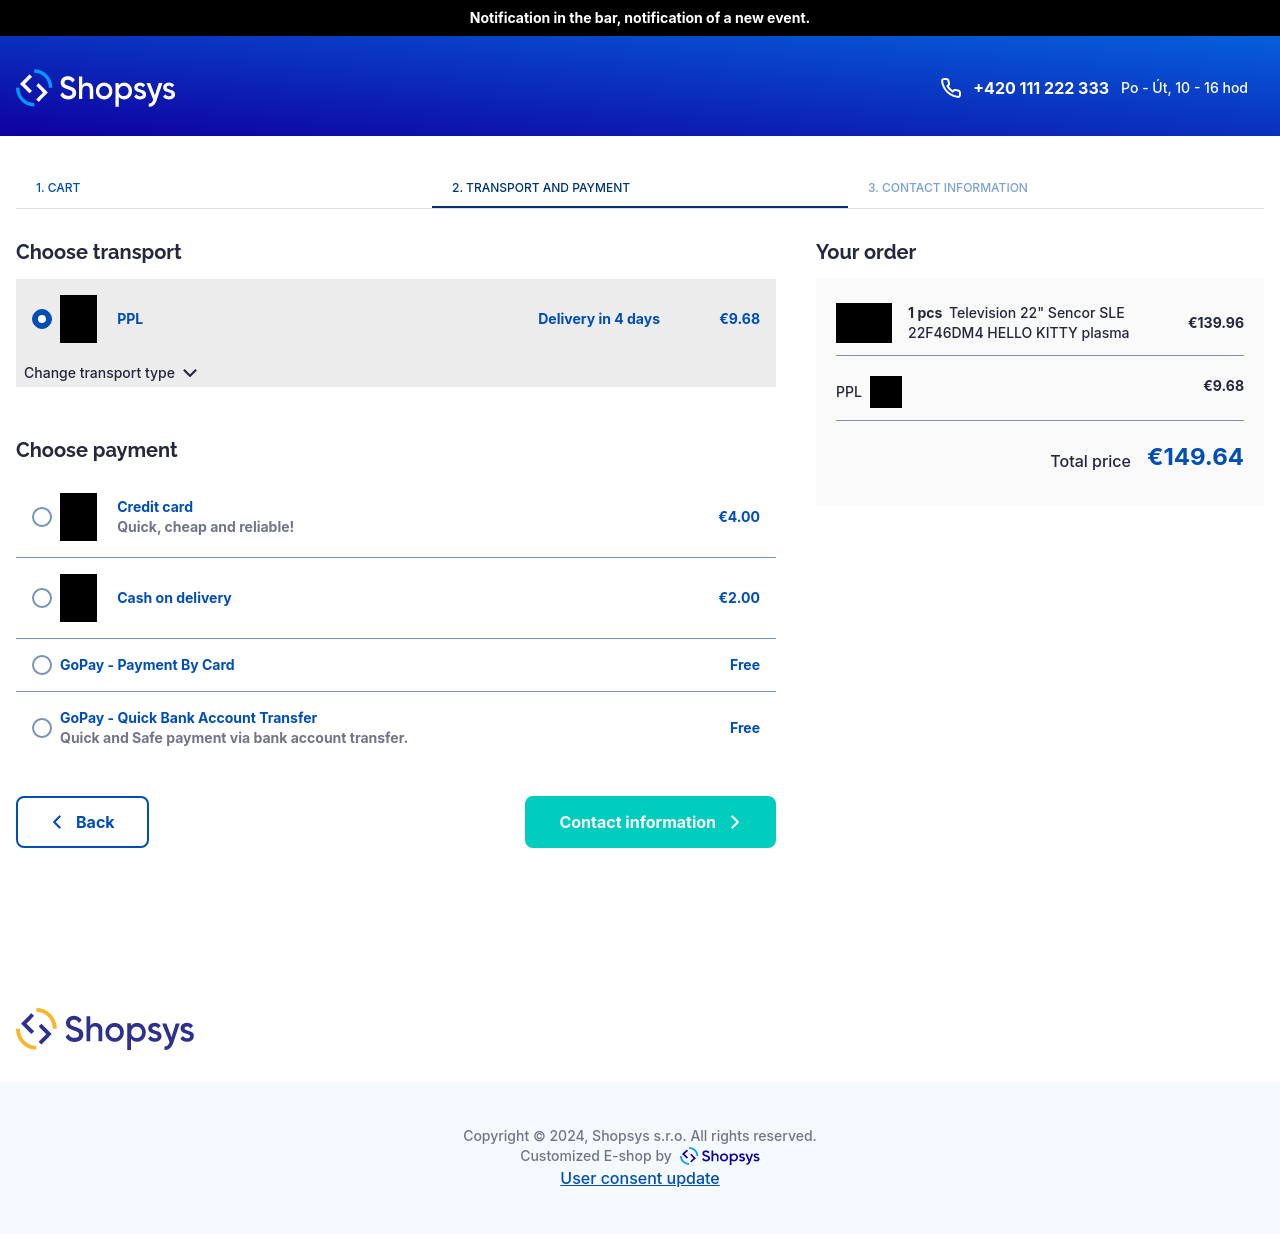 Notification in the bar, notification of a new event.
Shopsys
+420 111 222 333 Po - Út, 10 - 16 hod
1. CART
2. TRANSPORT AND PAYMENT
3. CONTACT INFORMATION
Choose transport
PPL
Delivery in 4 days
€9.68
Change transport type
Choose payment
Credit card
Quick, cheap and reliable!
€4.00
Cash on delivery
€2.00
GoPay - Payment By Card
Free
GoPay - Quick Bank Account Transfer
Quick and Safe payment via bank account transfer.
Free
Back
Contact information
Your order
1 pcs Television 22" Sencor SLE
22F46DM4 HELLO KITTY plasma
€139.96
PPL
€9.68
Total price €149.64
Shopsys
Copyright © 2024, Shopsys s.r.o. All rights reserved.
Customized E-shop by Shopsys
User consent update